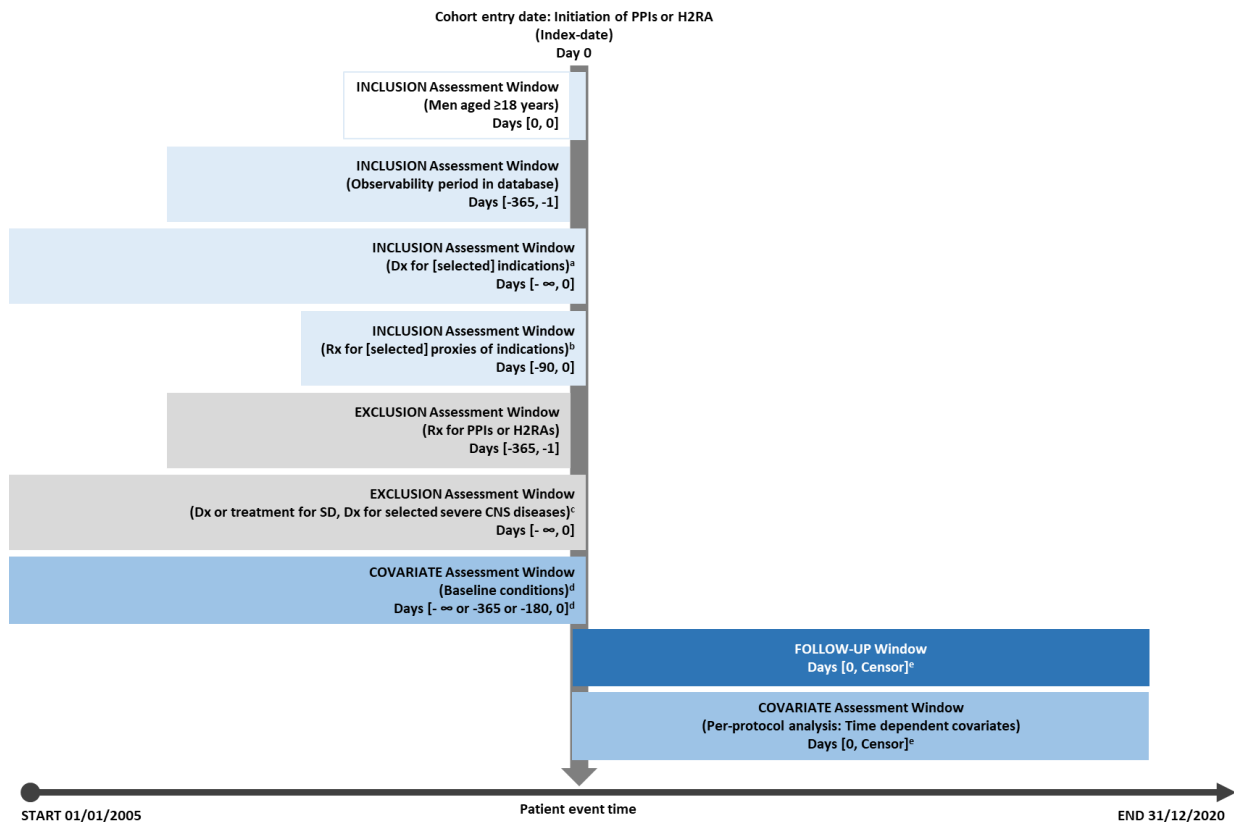 Cohort entry date: Initiation of PPIs or H2RA
(Index-date)
Day 0
INCLUSION Assessment Window
(Men aged ≥18 years)
Days [0, 0]
INCLUSION Assessment Window
(Observability period in database)
Days [-365, -1]
INCLUSION Assessment Window
(Dx for [selected] indications)ᵃ
Days [- ∞, 0]
INCLUSION Assessment Window
(Rx for [selected] proxies of indications)ᵇ
Days [-90, 0]
EXCLUSION Assessment Window
(Rx for PPIs or H2RAs)
Days [-365, -1]
EXCLUSION Assessment Window
(Dx or treatment for SD, Dx for selected severe CNS diseases)ᶜ
Days [- ∞, 0]
COVARIATE Assessment Window
(Baseline conditions)ᵈ
Days [- ∞ or -365 or -180, 0]ᵈ
FOLLOW-UP Window
Days [0, Censor]ᵉ
COVARIATE Assessment Window
(Per-protocol analysis: Time dependent covariates)
Days [0, Censor]ᵉ
START 01/01/2005
Patient event time
END 31/12/2020